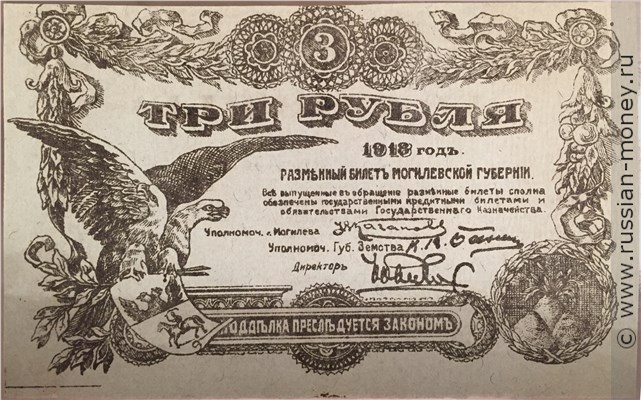 3
ТРИ РУБЛЯ
1918 годъ.
РАЗМѢННЫЙ БИЛЕТЪ МОГИЛЕВСКОЙ ГУБЕРНІИ.
Всѣ выпущенные въ обращение размѣнные билеты сполна
обезпечены государственными кредитными билетами и
обязательствами Государственнаго Казначейства.
Уполномоч. г. Могилева
Уполномоч. Губ. Земства
Директоръ
ПОДДѢЛКА ПРЕСЛѢДУЕТСЯ ЗАКОНОМЪ
© www.russian-money.ru